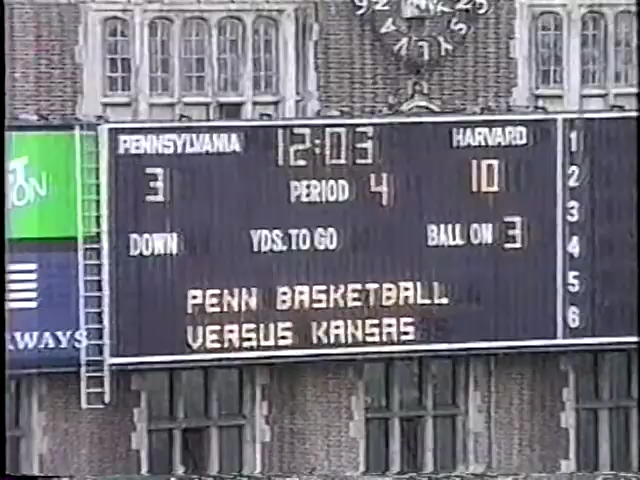 PENNSYLVANIA 12:03 HARVARD
3 PERIOD 4 10
DOWN YDS. TO GO BALL ON 3
PENN BASKETBALL
VERSUS KANSAS
1
2
3
4
5
6